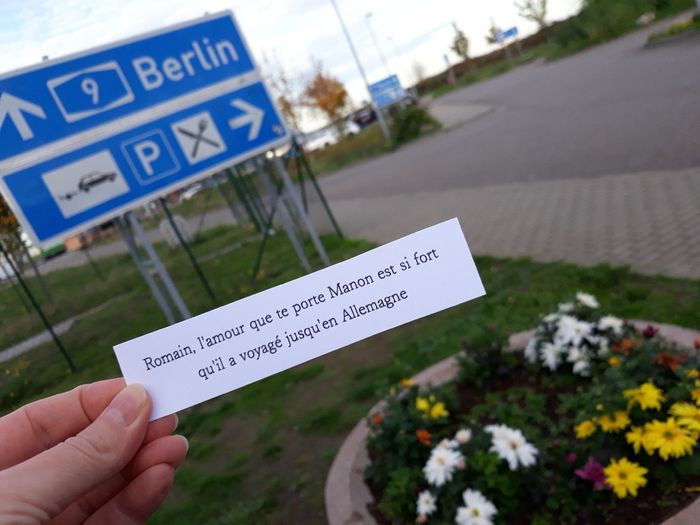 9 Berlin
P
Romain, l'amour que te porte Manon est si fort
qu'il a voyagé jusqu'en Allemagne